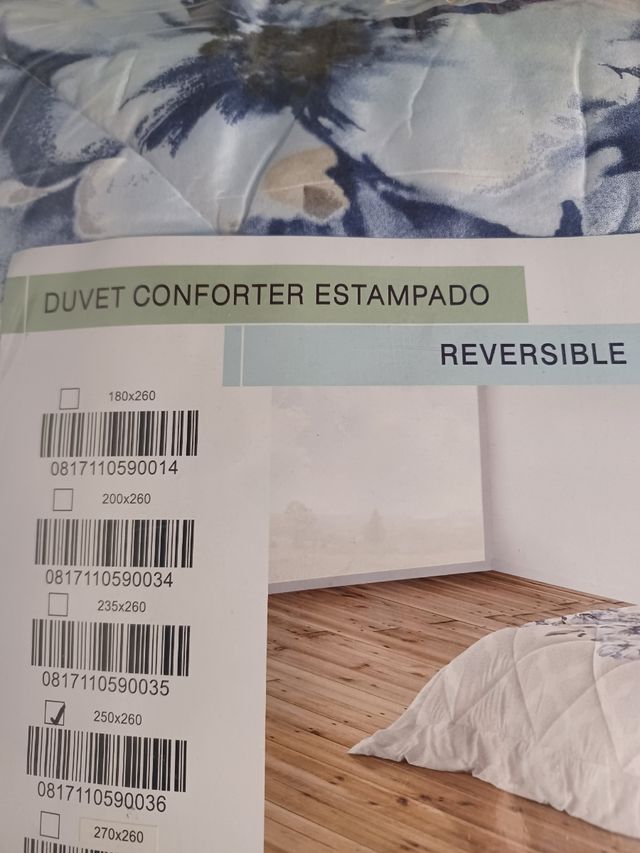 DUVET CONFORTER ESTAMPADO
REVERSIBLE
180x260
0817110590014
200x260
0817110590034
235x260
0817110590035
250x260
0817110590036
270x260